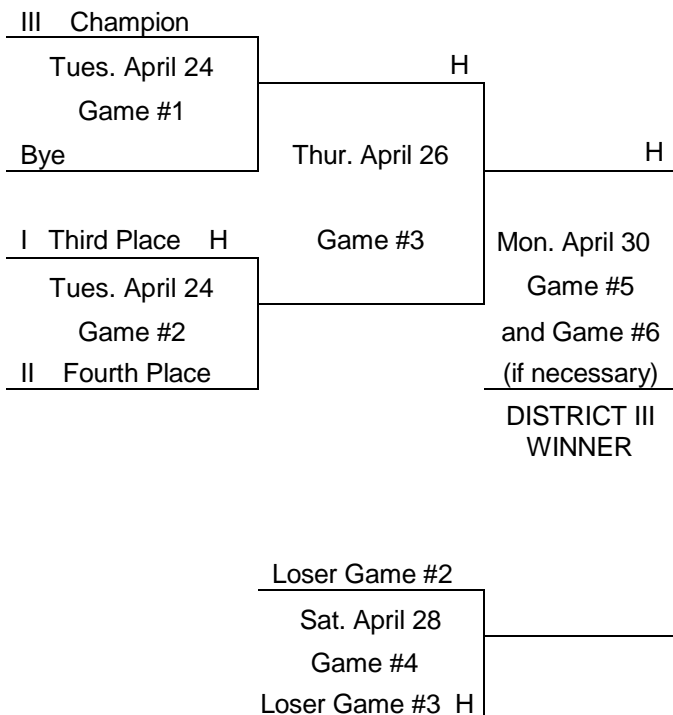 III Champion
Tues. April 24
Game #1
Bye
H
Thur. April 26
Game #3
H
I Third Place H
Tues. April 24
Game #2
II Fourth Place
Mon. April 30
Game #5
and Game #6
(if necessary)
DISTRICT III
WINNER
Loser Game #2
Sat. April 28
Game #4
Loser Game #3 H